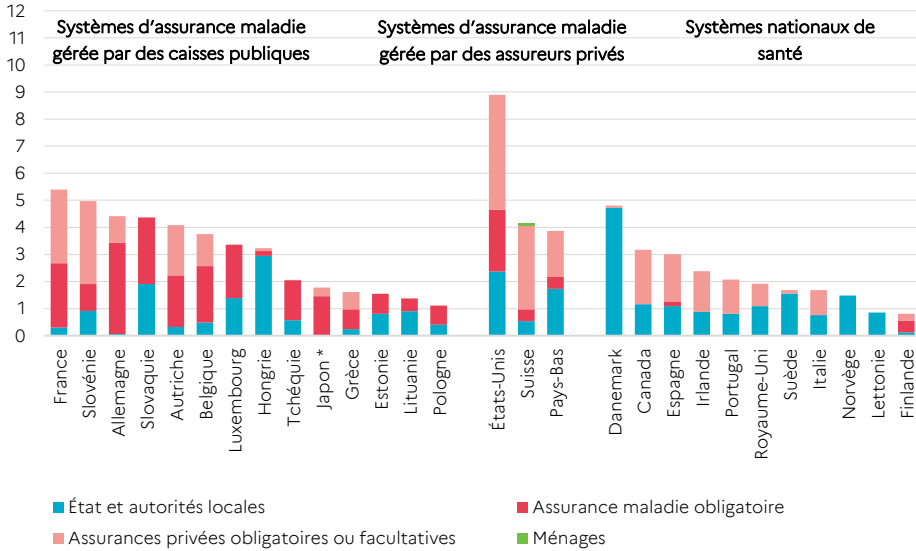 12
11
10
9
8
7
6
5
4
3
2
1
0
Systèmes d’assurance maladie
gérée par des caisses publiques
Systèmes d’assurance maladie
gérée par des assureurs privés
Systèmes nationaux de
santé
France
Slovénie
Allemagne
Slovaquie
Autriche
Belgique
Luxembourg
Hongrie
Tchéquie
Japon *
Grèce
Estonie
Lituanie
Pologne
États-Unis
Suisse
Pays-Bas
Danemark
Canada
Espagne
Irlande
Portugal
Royaume-Uni
Suède
Italie
Norvège
Lettonie
Finlande
État et autorités locales
Assurance maladie obligatoire
Assurances privées obligatoires ou facultatives
Ménages